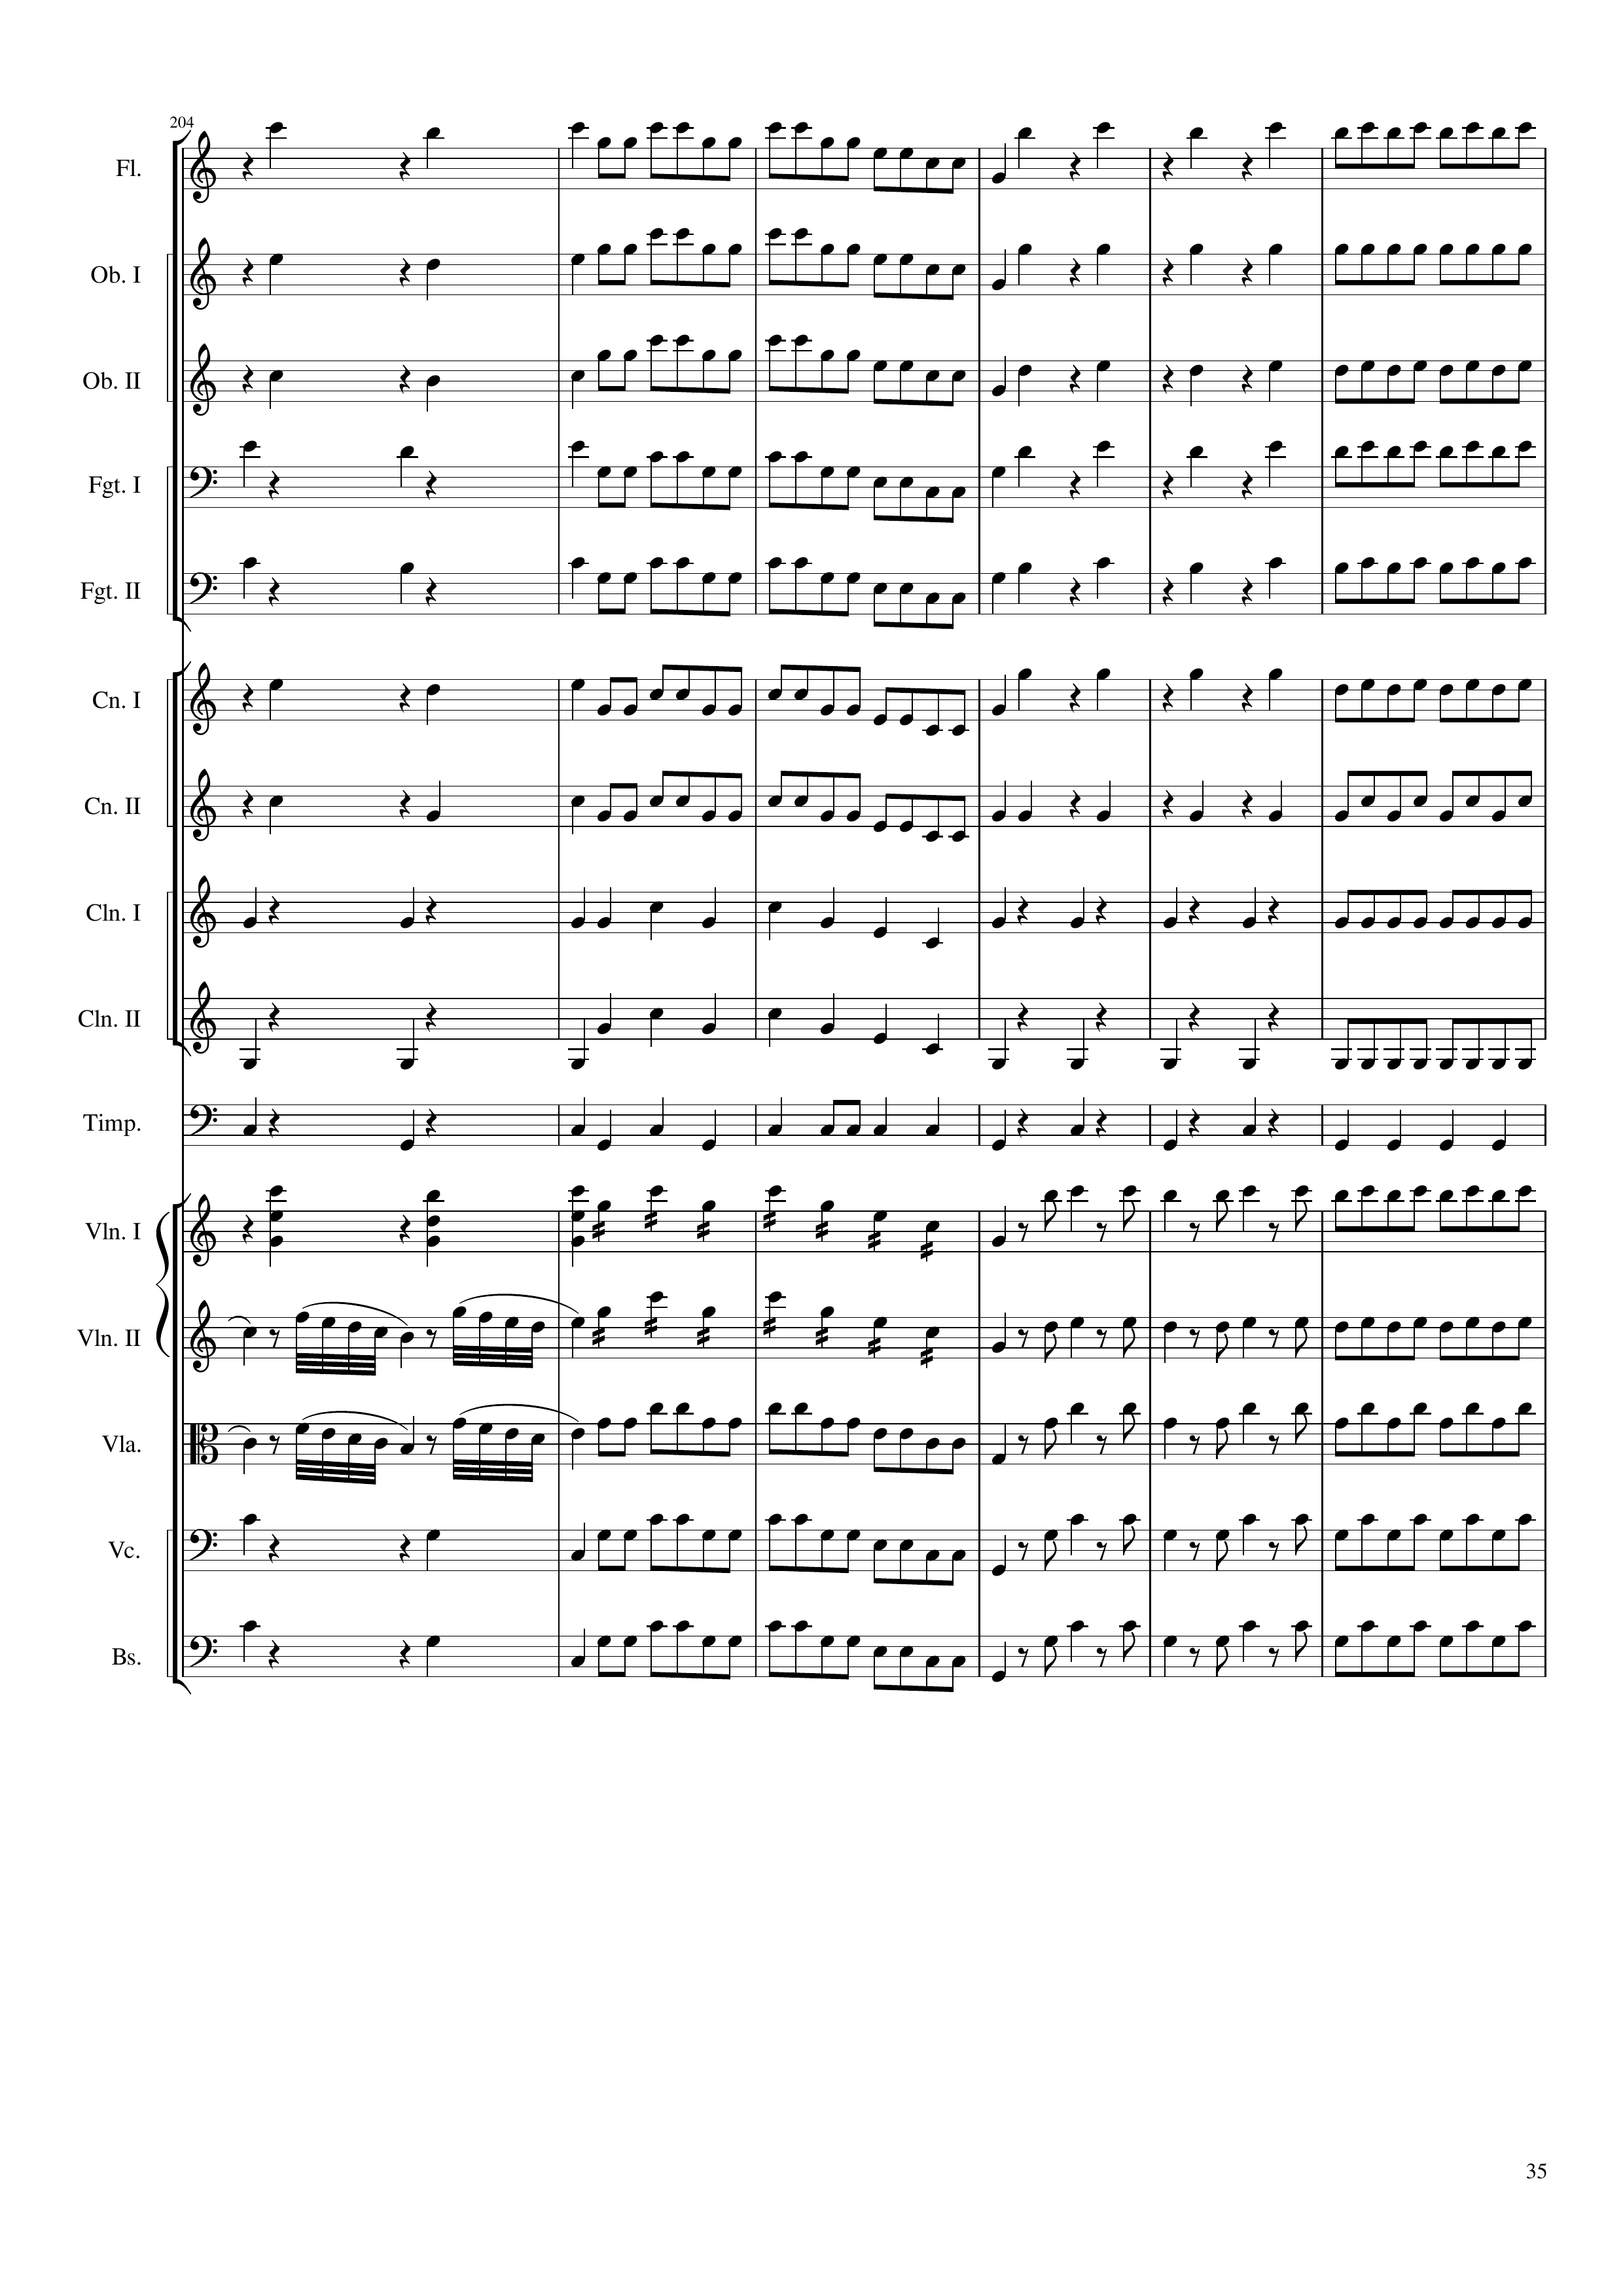 204
Fl.
Ob. I
Ob. II
Fgt. I
Fgt. II
Cn. I
Cn. II
Cln. I
Cln. II
Timp.
Vln. I
Vln. II
Vla.
Vc.
Bs.
35